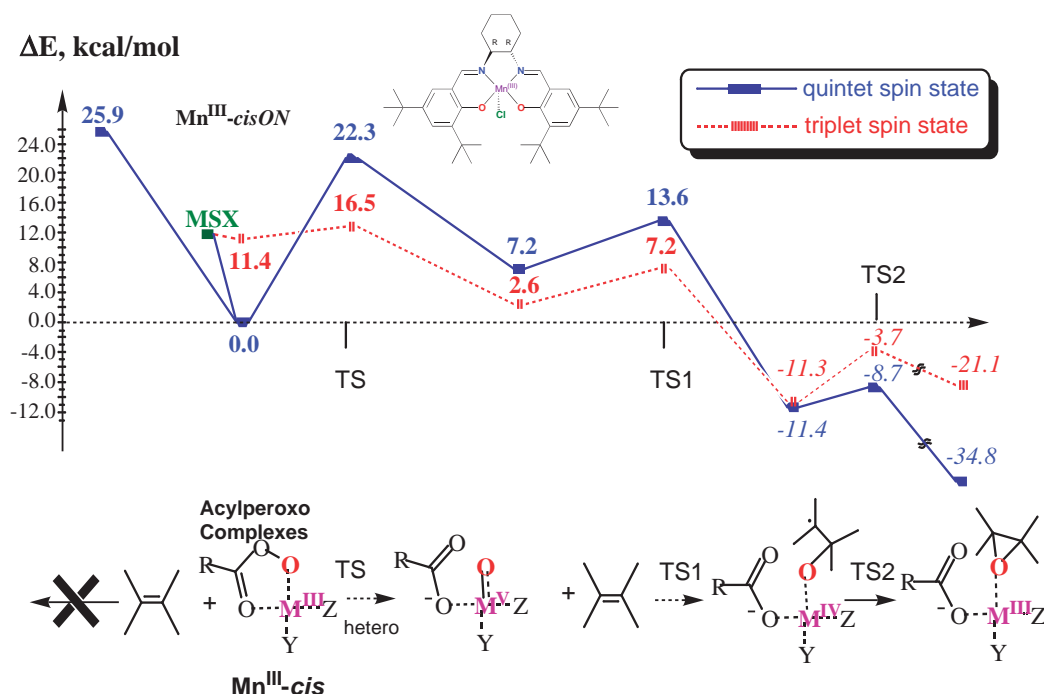 ΔE, kcal/mol
24.0
20.0
16.0
12.0
8.0
4.0
0.0
-4.0
-8.0
-12.0
25.9
Mn^III-cisON
MSX
11.4
0.0
22.3
16.5
TS
7.2
2.6
13.6
7.2
TS1
-11.3
-11.4
TS2
-3.7
-8.7
-21.1
-34.8
R R
N N
Mn(III)
O O
Cl
quintet spin state
triplet spin state
Acylperoxo
Complexes
+
R
O
O
O
O
M^III
Z
Y
Mn^III-cis
TS
hetero
R
O
O
-
O
M^V
Z
Y
+
TS1
R
O
O
-
O
M^IV
Z
Y
TS2
R
O
O
-
O
M^III
Z
Y